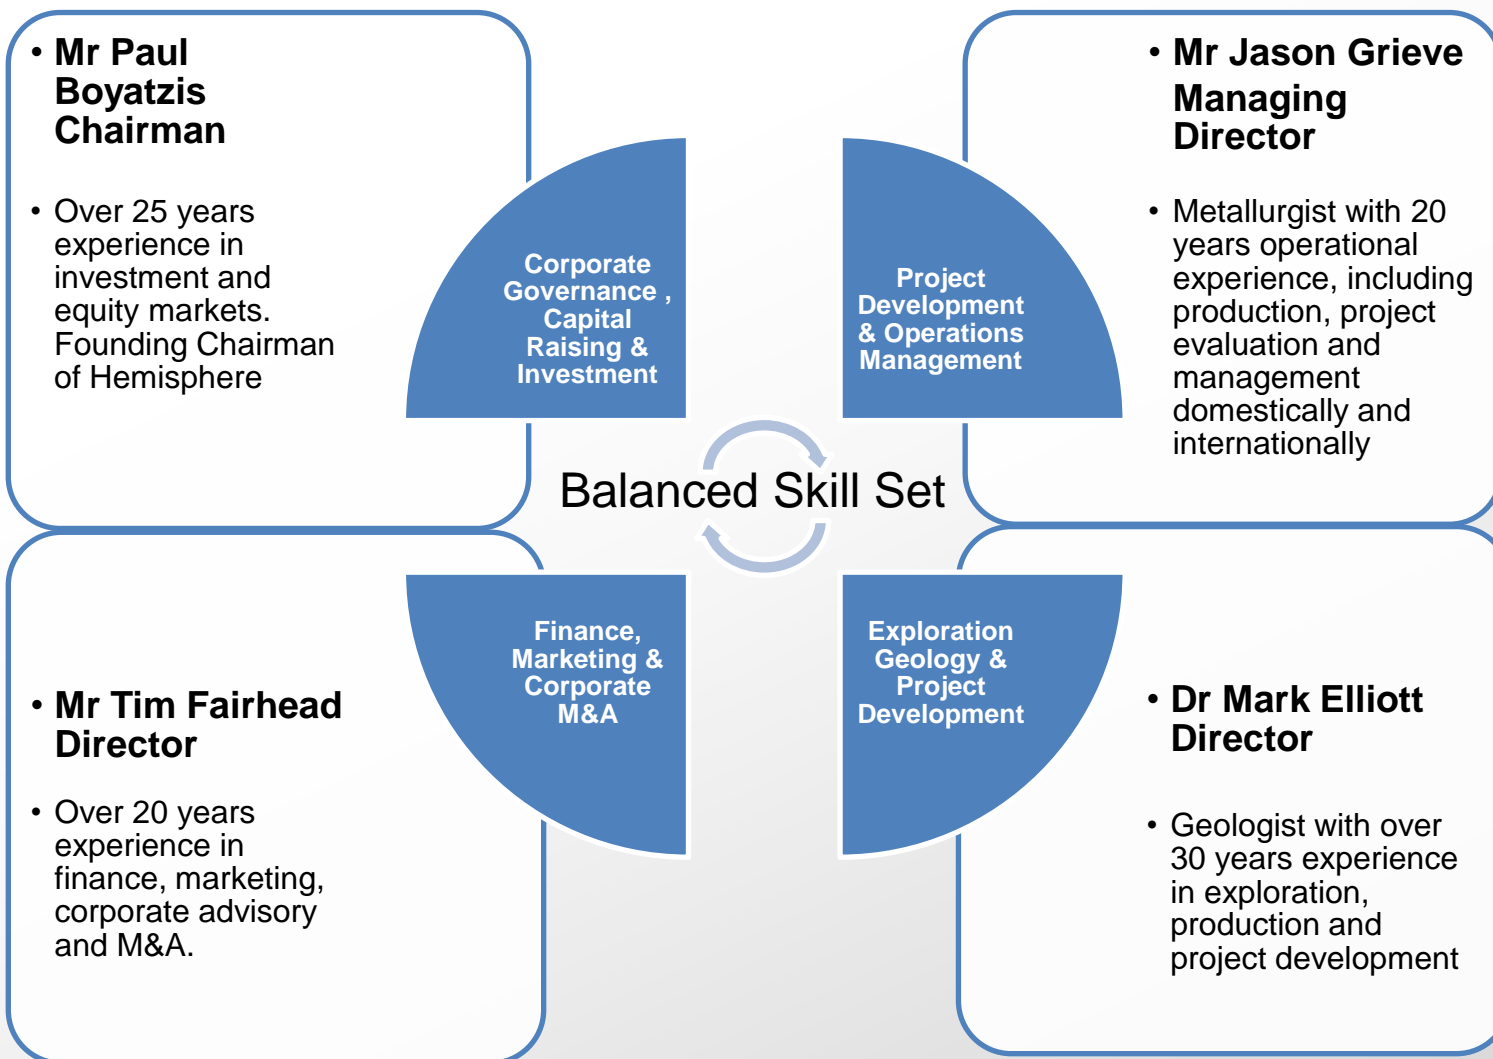 • Mr Paul
Boyatzis
Chairman
• Over 25 years
experience in
investment and
equity markets.
Founding Chairman
of Hemisphere
Corporate
Governance ,
Capital
Raising &
Investment
Project
Development
& Operations
Management
• Mr Jason Grieve
Managing
Director
• Metallurgist with 20
years operational
experience, including
production, project
evaluation and
management
domestically and
internationally
Balanced Skill Set
• Mr Tim Fairhead
Director
• Over 20 years
experience in
finance, marketing,
corporate advisory
and M&A.
Finance,
Marketing &
Corporate
M&A
Exploration
Geology &
Project
Development
• Dr Mark Elliott
Director
• Geologist with over
30 years experience
in exploration,
production and
project development